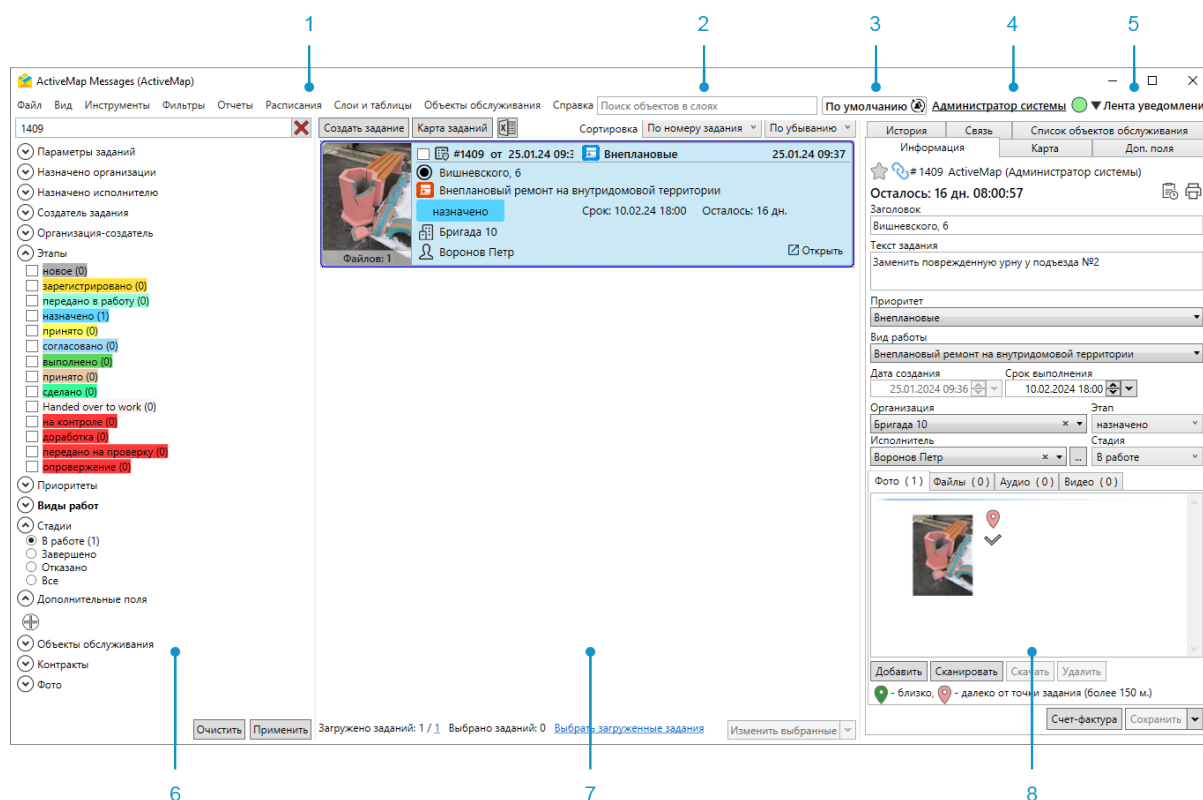 1 2 3 4 5
ActiveMap Messages (ActiveMap)
Файл Вид Инструменты Фильтры Отчеты Расписания Слои и таблицы Объекты обслуживания Справка Поиск объектов в слоях По умолчанию Администратор системы Лента уведомлени
1409
Создать задание Карта заданий Сортировка По номеру задания По убыванию
Параметры заданий
Назначено организации
Назначено исполнителю
Создатель задания
Организация-создатель
Этапы
новое (0)
зарегистрировано (0)
передано в работу (0)
назначено (1)
принято (0)
согласовано (0)
выполнено (0)
принято (0)
сделано (0)
Handed over to work (0)
на контроле (0)
доработка (0)
передано на проверку (0)
опровержение (0)
Приоритеты
Виды работ
Стадии
В работе (1)
Завершено
Отказано
Все
Дополнительные поля
Объекты обслуживания
Контракты
Фото
Очистить Применить
#1409 от 25.01.24 09:3 Внеплановые 25.01.24 09:37
Вишневского, 6
Внеплановый ремонт на внутридомовой территории
назначено Срок: 10.02.24 18:00 Осталось: 16 дн.
Бригада 10
Воронов Петр Открыть
Файлов: 1
Загружено заданий: 1 / 1 Выбрано заданий: 0 Выбрать загруженные задания Изменить выбранные
История Связь Список объектов обслуживания
Информация Карта Доп. поля
# 1409 ActiveMap (Администратор системы)
Осталось: 16 дн. 08:00:57
Заголовок
Вишневского, 6
Текст задания
Заменить поврежденную урну у подъезда №2
Приоритет
Внеплановые
Вид работы
Внеплановый ремонт на внутридомовой территории
Дата создания Срок выполнения
25.01.2024 09:36 10.02.2024 18:00
Организация Этап
Бригада 10 назначено
Исполнитель Стадия
Воронов Петр ... В работе
Фото ( 1 ) Файлы ( 0 ) Аудио ( 0 ) Видео ( 0 )
Добавить Сканировать Скачать Удалить
- близко, - далеко от точки задания (более 150 м.)
Счет-фактура Сохранить
6 7 8